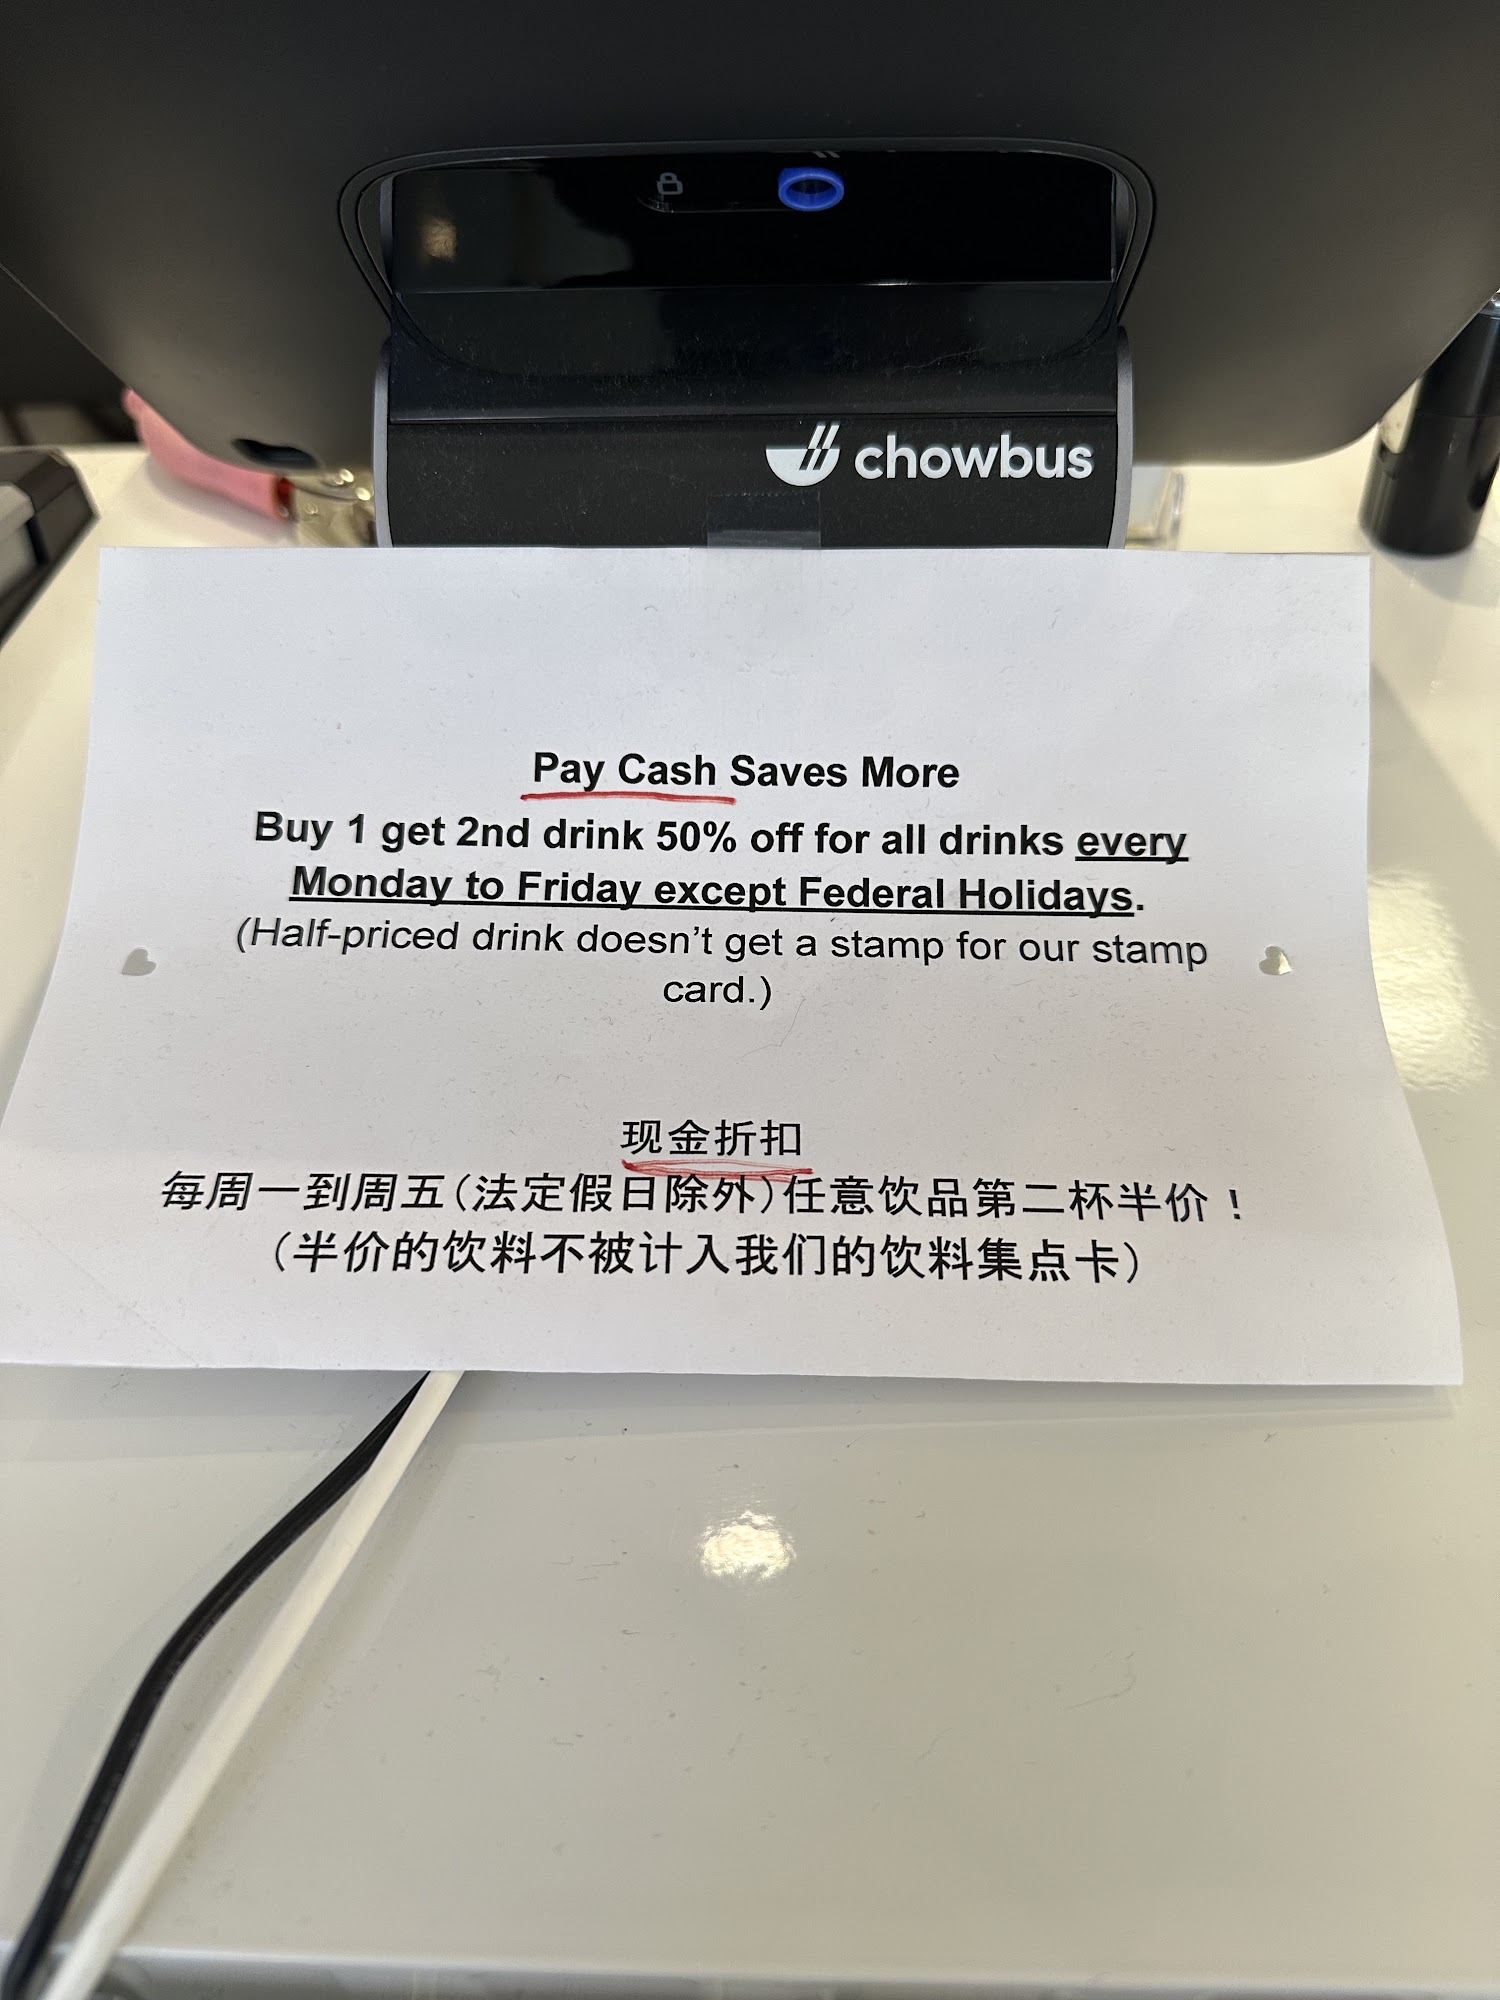 chowbus
Pay Cash Saves More
Buy 1 get 2nd drink 50% off for all drinks every
Monday to Friday except Federal Holidays.
(Half-priced drink doesn’t get a stamp for our stamp
card.)
现金折扣
每周一到周五(法定假日除外)任意饮品第二杯半价！
(半价的饮料不被计入我们的饮料集点卡)